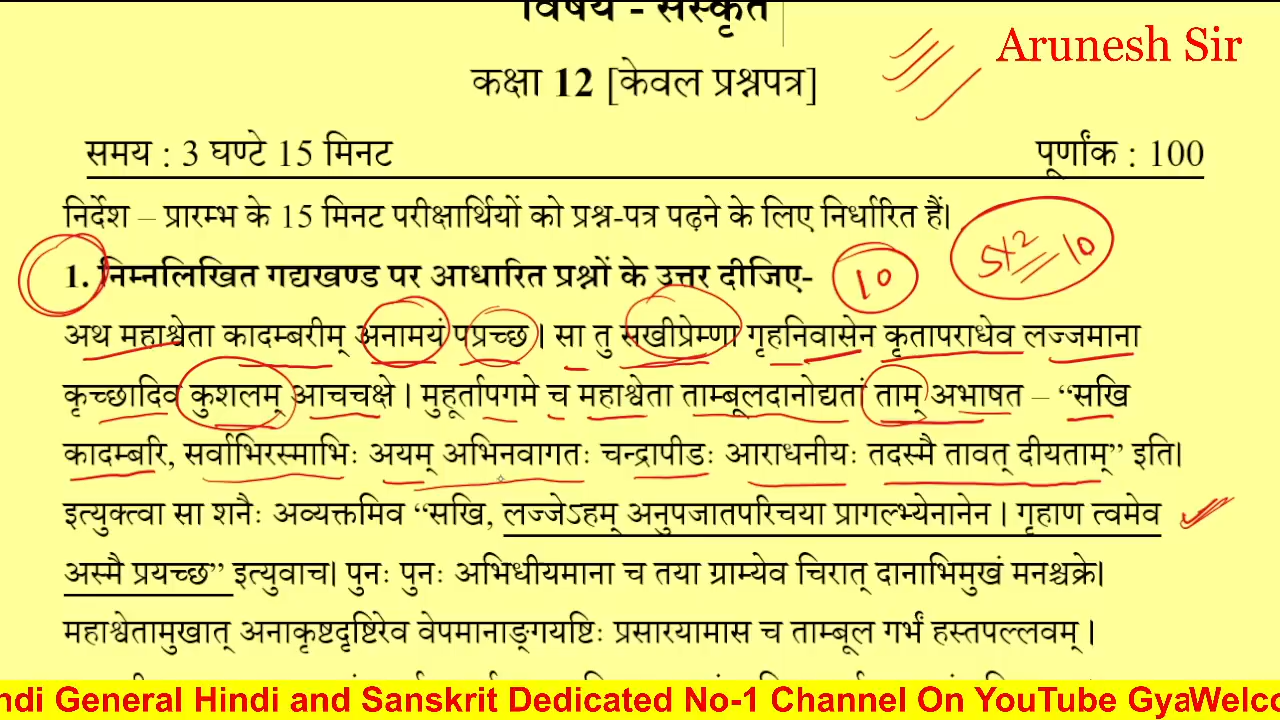 विषय - संस्कृत
Arunesh Sir
कक्षा 12 [केवल प्रश्नपत्र]
समय : 3 घण्टे 15 मिनट
पूर्णांक : 100
निर्देश – प्रारम्भ के 15 मिनट परीक्षार्थियों को प्रश्न-पत्र पढ़ने के लिए निर्धारित हैं।
5x2 10
1. निम्नलिखित गद्यखण्ड पर आधारित प्रश्नों के उत्तर दीजिए-
10
अथ महाश्वेता कादम्बरीम् अनामयं पप्रच्छ। सा तु सखीप्रेम्णा गृहनिवासेन कृतापराधेव लज्जमाना
कृच्छादिव कुशलम् आचचक्षे। मुहूर्तापगमे च महाश्वेता ताम्बूलदानोद्यतां ताम् अभाषत – “सखि
कादम्बरि, सर्वाभिरस्माभिः अयम् अभिनवागतः चन्द्रापीडः आराधनीयः तदस्मै तावत् दीयताम्” इति।
इत्युक्त्वा सा शनैः अव्यक्तमिव “सखि, लज्जेऽहम् अनुपजातपरिचया प्रागल्भ्येनानेन। गृहाण त्वमेव
अस्मै प्रयच्छ” इत्युवाच। पुनः पुनः अभिधीयमाना च तया ग्राम्येव चिरात् दानाभिमुखं मनश्चक्रे।
महाश्वेतामुखात् अनाकृष्टदृष्टिरेव वेपमानाङ्गयष्टिः प्रसारयामास च ताम्बूल गर्भं हस्तपल्लवम्।
ndi General Hindi and Sanskrit Dedicated No-1 Channel On YouTube GyaWelco